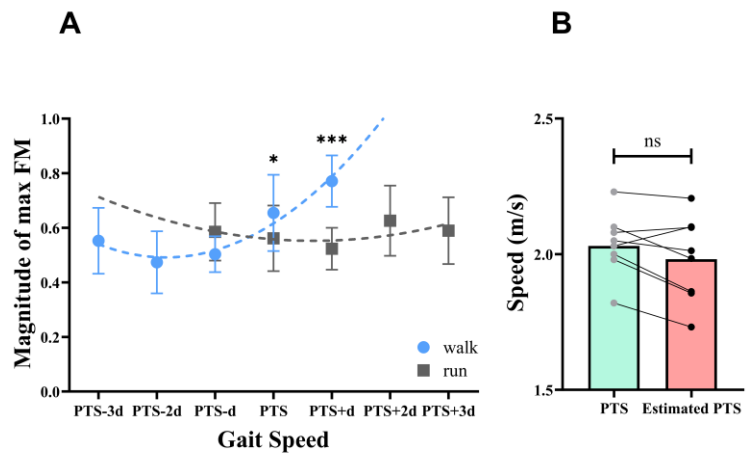 A
B
Magnitude of max FM
1.0
0.8
0.6
0.4
0.2
0.0
*
***
walk
run
PTS-3d PTS-2d PTS-d PTS PTS+d PTS+2d PTS+3d
Gait Speed
Speed (m/s)
2.5
2.0
1.5
ns
PTS Estimated PTS